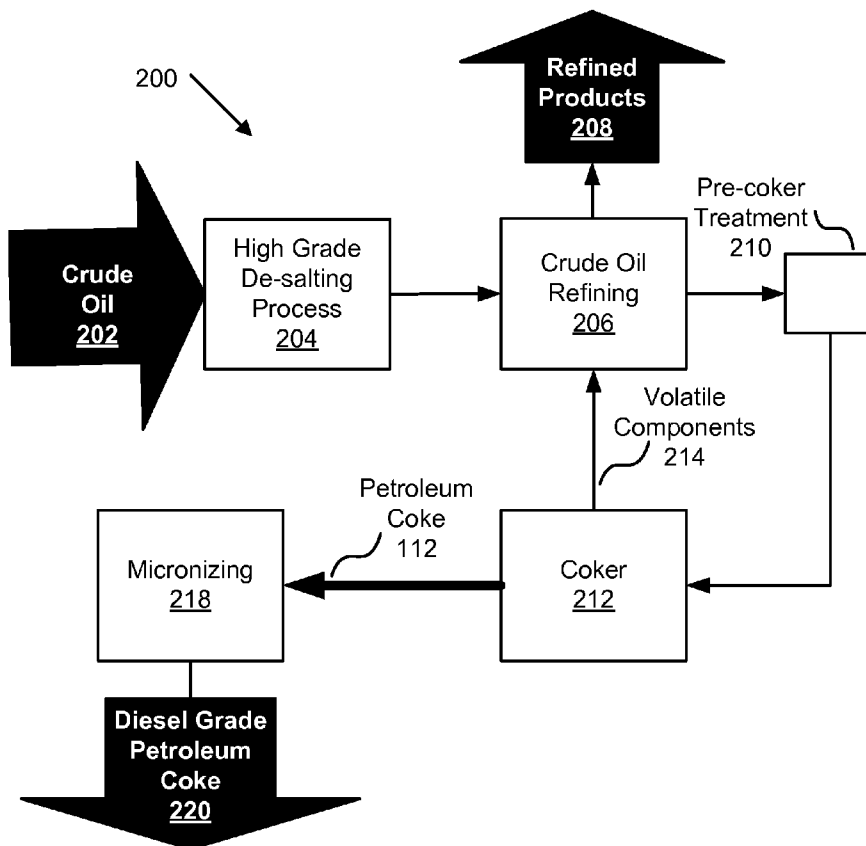 200
Refined
Products
208
Pre-coker
Treatment
210
Crude
Oil
202
High Grade
De-salting
Process
204
Crude Oil
Refining
206
Volatile
Components
214
Petroleum
Coke
112
Micronizing
218
Coker
212
Diesel Grade
Petroleum
Coke
220